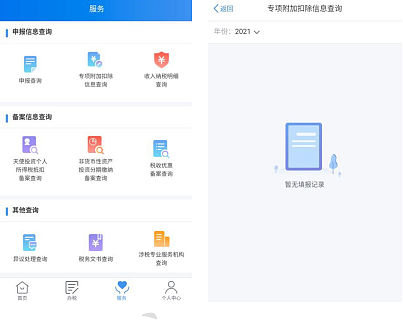 服务
申报信息查询
申报查询
专项附加扣除
信息查询
收入纳税明细
查询
备案信息查询
天使投资个人
所得税抵扣
备案查询
非货币性资产
投资分期缴纳
备案查询
税收优惠
备案查询
其他查询
异议处理查询
税务文书查询
涉税专业服务机构
查询
首页
办税
服务
个人中心
返回
专项附加扣除信息查询
年份: 2021
暂无填报记录